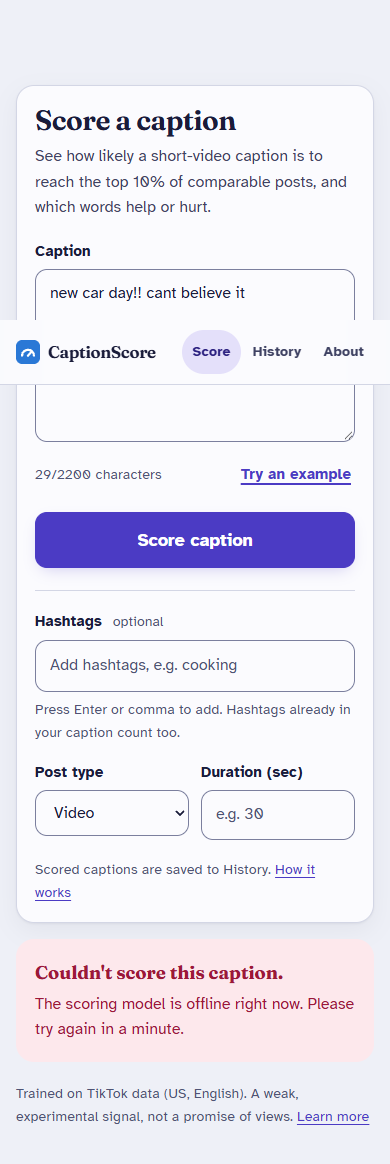 Score a caption
See how likely a short-video caption is to
reach the top 10% of comparable posts, and
which words help or hurt.
Caption
new car day!! cant believe it
CaptionScore
Score
History
About
29/2200 characters
Try an example
Score caption
Hashtags optional
Add hashtags, e.g. cooking
Press Enter or comma to add. Hashtags already in
your caption count too.
Post type
Duration (sec)
Video
e.g. 30
Scored captions are saved to History. How it
works
Couldn't score this caption.
The scoring model is offline right now. Please
try again in a minute.
Trained on TikTok data (US, English). A weak,
experimental signal, not a promise of views. Learn more